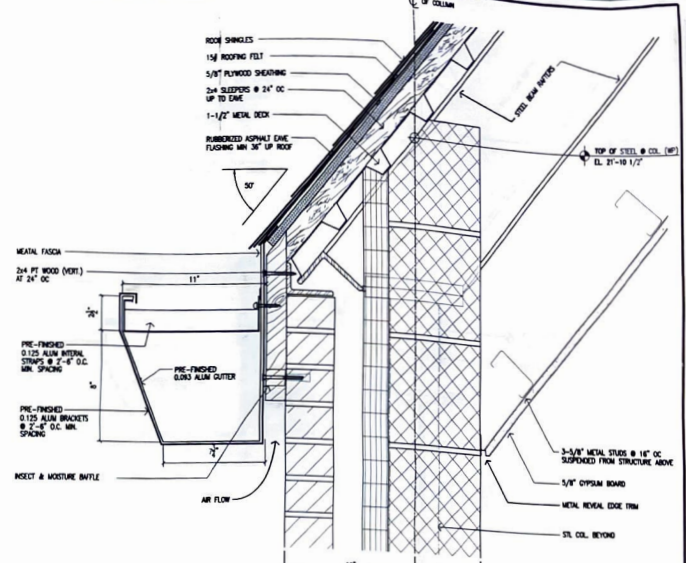 OF COLUMN
ROOF SHINGLES
15# ROOFING FELT
5/8" PLYWOOD SHEATHING
2x4 SLEEPERS @ 24" OC
UP TO EAVE
1-1/2" METAL DECK
RUBBERIZED ASPHALT EAVE
FLASHING MIN 36" UP ROOF
STEEL BEAM RAFTERS
TOP OF STEEL @ COL. (WP)
EL. 21'-10 1/2"
50°
MEATAL FASCIA
2x4 PT WOOD (VERT.)
AT 24" OC
11"
PRE-FINISHED
0.125 ALUM INTERAL
STRAPS @ 2'-6" O.C.
MIN. SPACING
PRE-FINISHED
0.093 ALUM GUTTER
PRE-FINISHED
0.125 ALUM BRACKETS
@ 2'-6" O.C. MIN.
SPACING
INSECT & MOISTURE BAFFLE
AIR FLOW
3-5/8" METAL STUDS @ 16" OC
SUSPENDED FROM STRUCTURE ABOVE
5/8" GYPSUM BOARD
METAL REVEAL EDGE TRIM
STL COL. BEYOND